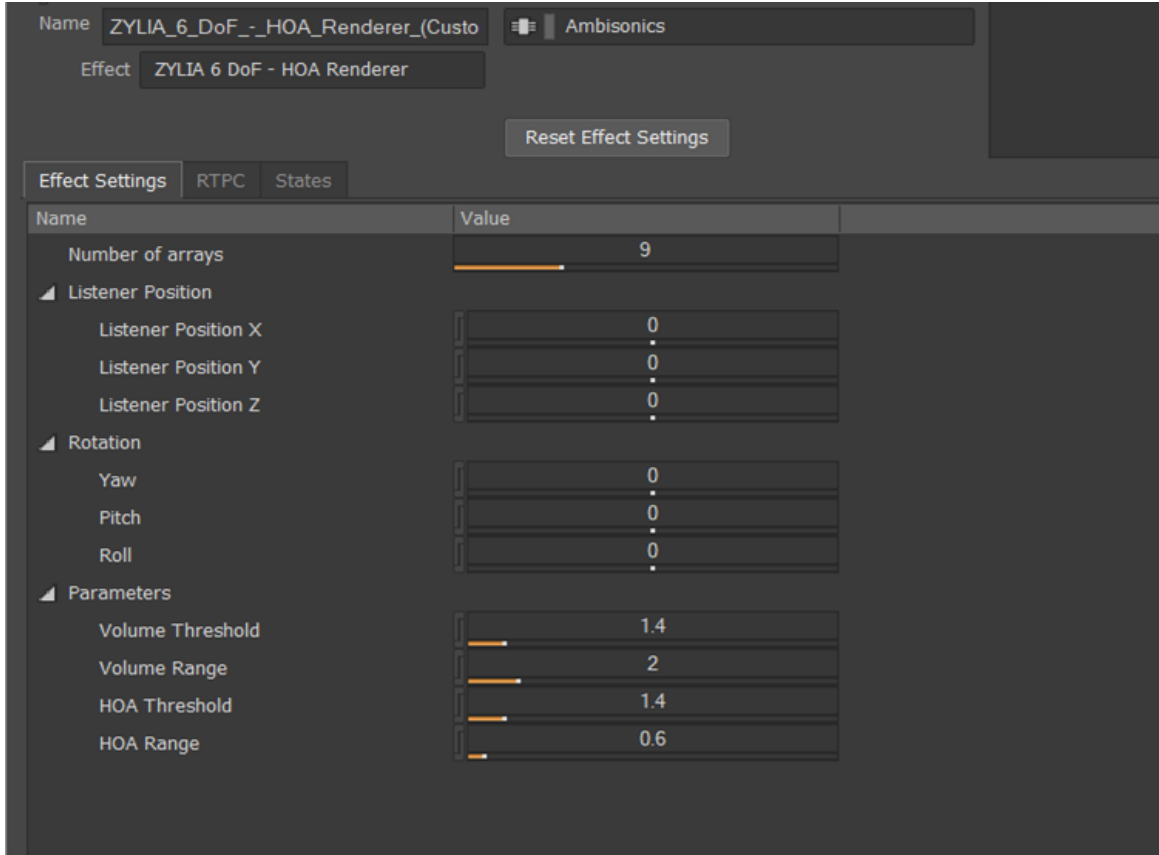 Name ZYLIA_6_DoF_-_HOA_Renderer_(Custo Ambisonics
Effect ZYLIA 6 DoF - HOA Renderer
Reset Effect Settings
Effect Settings RTPC States
Name Value
Number of arrays 9
Listener Position
Listener Position X 0
Listener Position Y 0
Listener Position Z 0
Rotation
Yaw 0
Pitch 0
Roll 0
Parameters
Volume Threshold 1.4
Volume Range 2
HOA Threshold 1.4
HOA Range 0.6